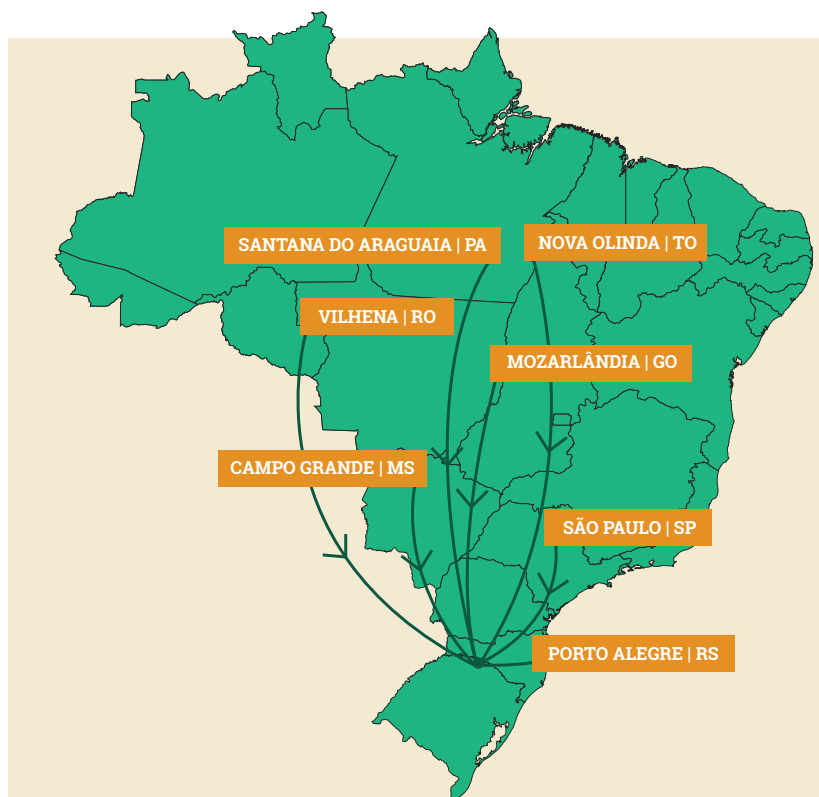 SANTANA DO ARAGUAIA | PA
NOVA OLINDA | TO
VILHENA | RO
MOZARLÂNDIA | GO
CAMPO GRANDE | MS
SÃO PAULO | SP
PORTO ALEGRE | RS